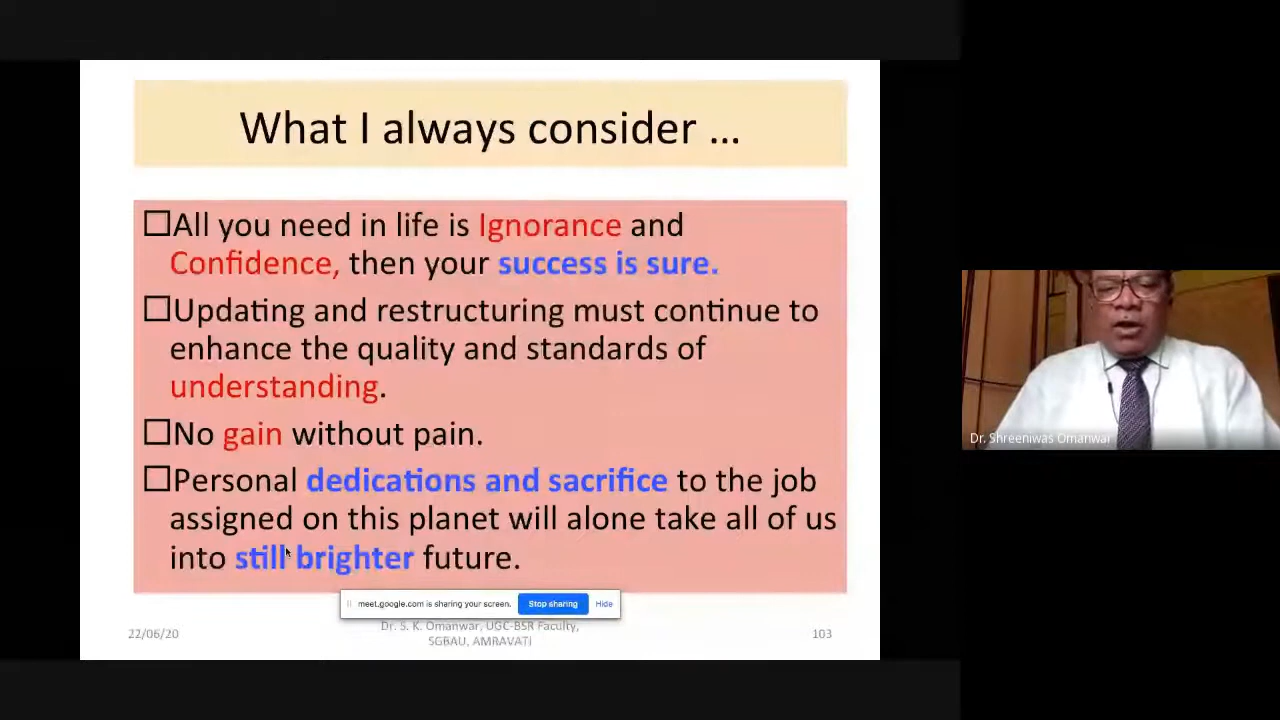 What I always consider ...
☐All you need in life is Ignorance and
Confidence, then your success is sure.
☐Updating and restructuring must continue to
enhance the quality and standards of
understanding.
☐No gain without pain.
☐Personal dedications and sacrifice to the job
assigned on this planet will alone take all of us
into still brighter future.
meet.google.com is sharing your screen. Stop sharing Hide
22/06/20
Dr. S. K. Omanwar, UGC-BSR Faculty,
SGBAU, AMRAVATI
103
Dr. Shreeniwas Omanwar